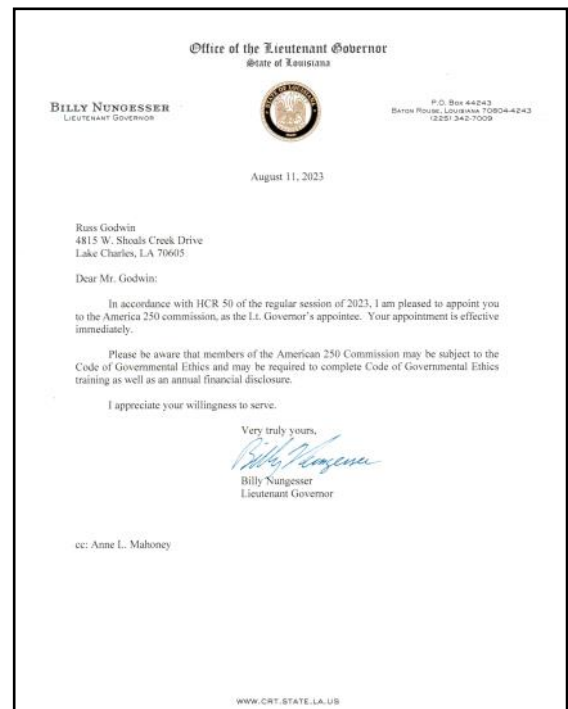 Office of the Lieutenant Governor
State of Louisiana
BILLY NUNGESSER
LIEUTENANT GOVERNOR
P.O. BOX 44243
BATON ROUGE, LOUISIANA 70804-4243
(225) 342-7009
August 11, 2023
Russ Godwin
4815 W. Shoals Creek Drive
Lake Charles, LA 70605
Dear Mr. Godwin:
In accordance with HCR 50 of the regular session of 2023, I am pleased to appoint you
to the America 250 commission, as the Lt. Governor's appointee. Your appointment is effective
immediately.
Please be aware that members of the American 250 Commission may be subject to the
Code of Governmental Ethics and may be required to complete Code of Governmental Ethics
training as well as an annual financial disclosure.
I appreciate your willingness to serve.
Very truly yours,
Billy Nungesser
Billy Nungesser
Lieutenant Governor
cc: Anne L. Mahoney
WWW.CRT.STATE.LA.US